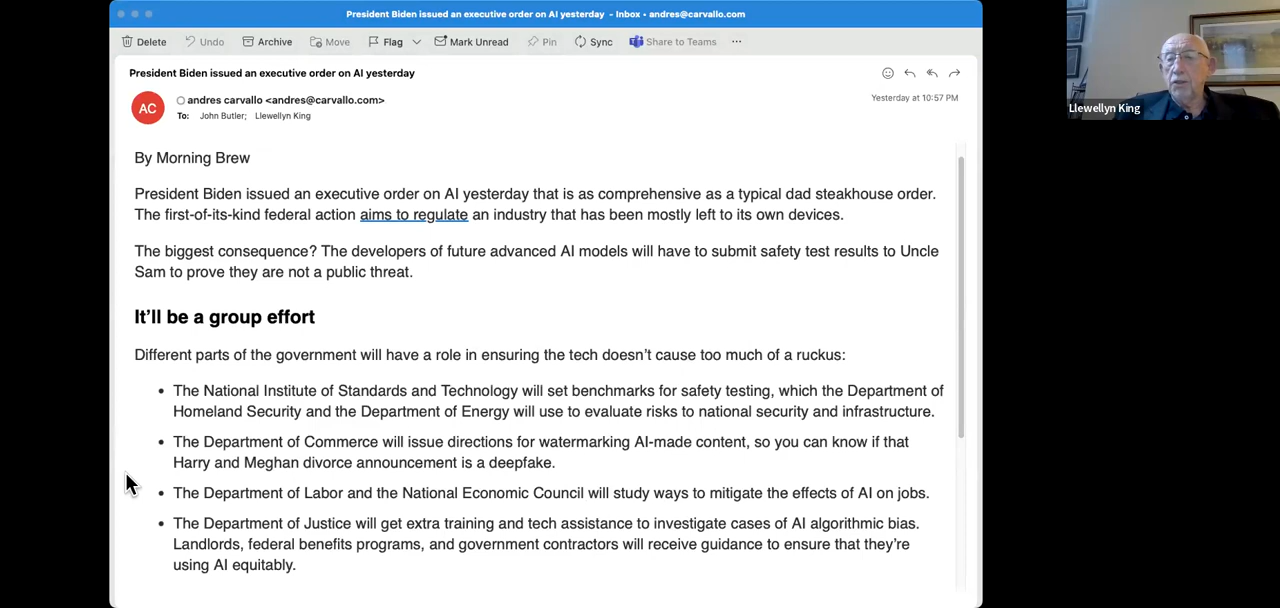 President Biden issued an executive order on AI yesterday - Inbox • andres@carvallo.com
Delete Undo Archive Move Flag Mark Unread Pin Sync Share to Teams ...
President Biden issued an executive order on AI yesterday
AC
andres carvallo <andres@carvallo.com>
Yesterday at 10:57 PM
To: John Butler; Llewellyn King
By Morning Brew
President Biden issued an executive order on AI yesterday that is as comprehensive as a typical dad steakhouse order.
The first-of-its-kind federal action aims to regulate an industry that has been mostly left to its own devices.
The biggest consequence? The developers of future advanced AI models will have to submit safety test results to Uncle
Sam to prove they are not a public threat.
It'll be a group effort
Different parts of the government will have a role in ensuring the tech doesn't cause too much of a ruckus:
• The National Institute of Standards and Technology will set benchmarks for safety testing, which the Department of
Homeland Security and the Department of Energy will use to evaluate risks to national security and infrastructure.
• The Department of Commerce will issue directions for watermarking AI-made content, so you can know if that
Harry and Meghan divorce announcement is a deepfake.
• The Department of Labor and the National Economic Council will study ways to mitigate the effects of AI on jobs.
• The Department of Justice will get extra training and tech assistance to investigate cases of AI algorithmic bias.
Landlords, federal benefits programs, and government contractors will receive guidance to ensure that they're
using AI equitably.
Llewellyn King